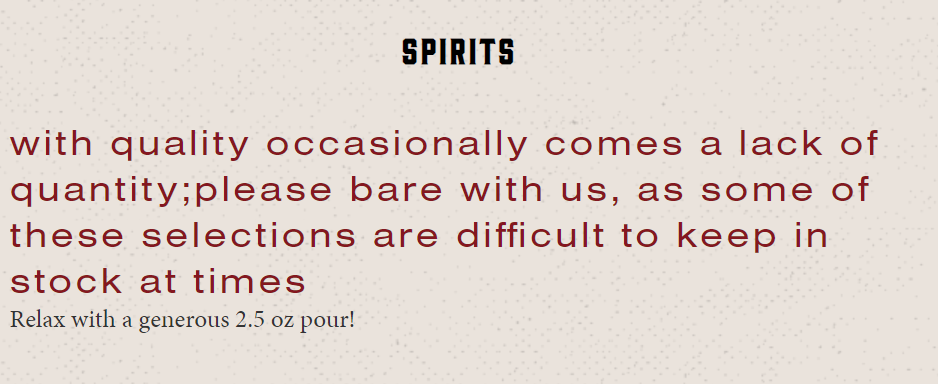 SPIRITS
with quality occasionally comes a lack of
quantity;please bare with us, as some of
these selections are difficult to keep in
stock at times
Relax with a generous 2.5 oz pour!